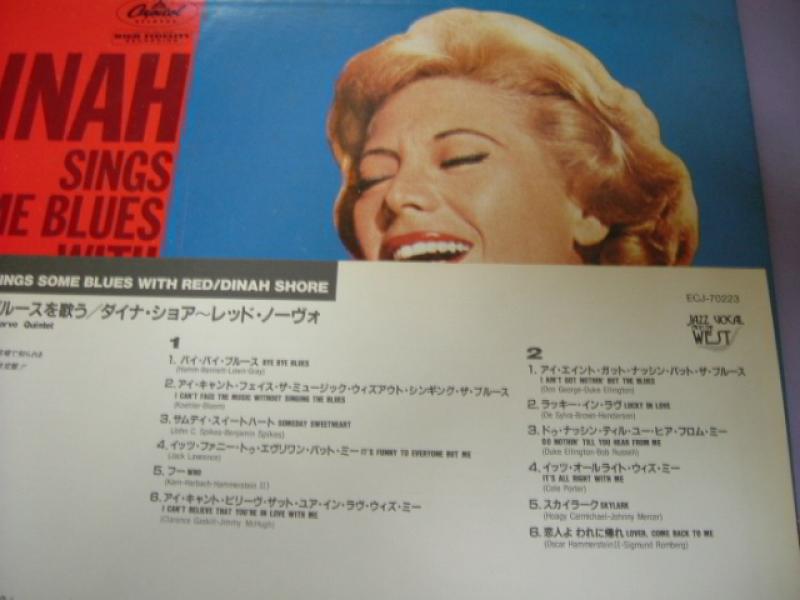 Capitol
RECORDS
HIGH FIDELITY
RECORDING
INAH
SINGS
ME BLUES
WITH
INGS SOME BLUES WITH RED/DINAH SHORE
ルースを歌う/ダイナ・ショア〜レッド・ノーヴォ
orvo Quintet
ECJ-70223
JAZZ VOCAL
WEST
1
1. バイ・バイ・ブルース BYE BYE BLUES
(Hamm-Bennett-Lown-Gray)
2. アイ・キャント・フェイス・ザ・ミュージック・ウィズアウト・シンギング・ザ・ブルース
I CAN'T FACE THE MUSIC WITHOUT SINGING THE BLUES
(Koehler-Bloom)
3. サムデイ・スイートハート SOMEDAY SWEETHEART
(John C. Spikes-Benjamin Spikes)
4. イッツ・ファニー・トゥ・エヴリワン・バット・ミー IT'S FUNNY TO EVERYONE BUT ME
(Jack Lawrence)
5. フー WHO
(Kern-Harbach-Hammerstein II)
6. アイ・キャント・ビリーヴ・ザット・ユア・イン・ラヴ・ウィズ・ミー
I CAN'T BELIEVE THAT YOU'RE IN LOVE WITH ME
(Clarence Gaskill-Jimmy McHugh)
2
1. アイ・エイント・ガット・ナッシン・バット・ザ・ブルース
I AIN'T GOT NOTHIN' BUT THE BLUES
(Don George-Duke Ellington)
2. ラッキー・イン・ラヴ LUCKY IN LOVE
(De Sylva-Brown-Henderson)
3. ドゥ・ナッシン・ティル・ユー・ヒア・フロム・ミー
DO NOTHIN' TILL YOU HEAR FROM ME
(Duke Ellington-Bob Russell)
4. イッツ・オールライト・ウィズ・ミー
IT'S ALL RIGHT WITH ME
(Cole Porter)
5. スカイラーク SKYLARK
(Hoagy Carmichael-Johnny Mercer)
6. 恋人よ われに帰れ LOVER, COME BACK TO ME
(Oscar Hammerstein II-Sigmund Romberg)